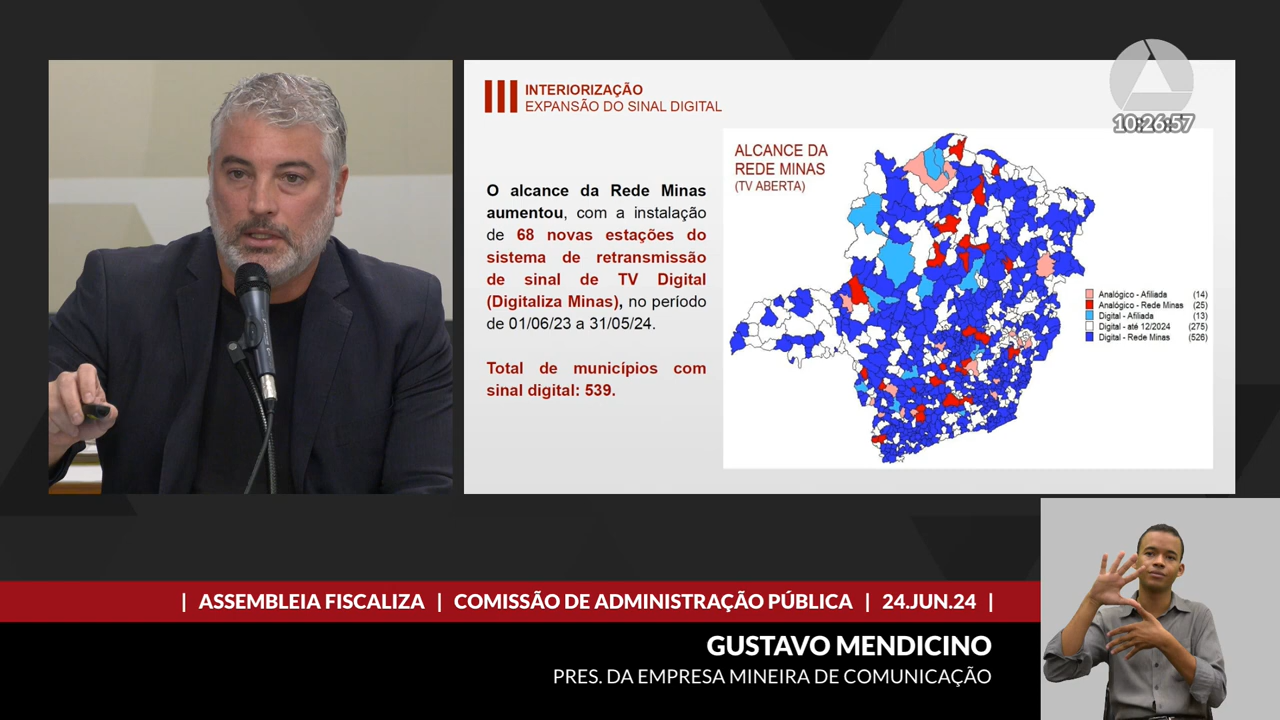 INTERIORIZAÇÃO
EXPANSÃO DO SINAL DIGITAL
10:26:57
O alcance da Rede Minas
aumentou, com a instalação
de 68 novas estações do
sistema de retransmissão
de sinal de TV Digital
(Digitaliza Minas), no período
de 01/06/23 a 31/05/24.
Total de municípios com
sinal digital: 539.
ALCANCE DA
REDE MINAS
(TV ABERTA)
Analógico - Afiliada (14)
Analógico - Rede Minas (25)
Digital - Afiliada (13)
Digital - até 12/2024 (275)
Digital - Rede Minas (526)
| ASSEMBLEIA FISCALIZA | COMISSÃO DE ADMINISTRAÇÃO PÚBLICA | 24.JUN.24 |
GUSTAVO MENDICINO
PRES. DA EMPRESA MINEIRA DE COMUNICAÇÃO